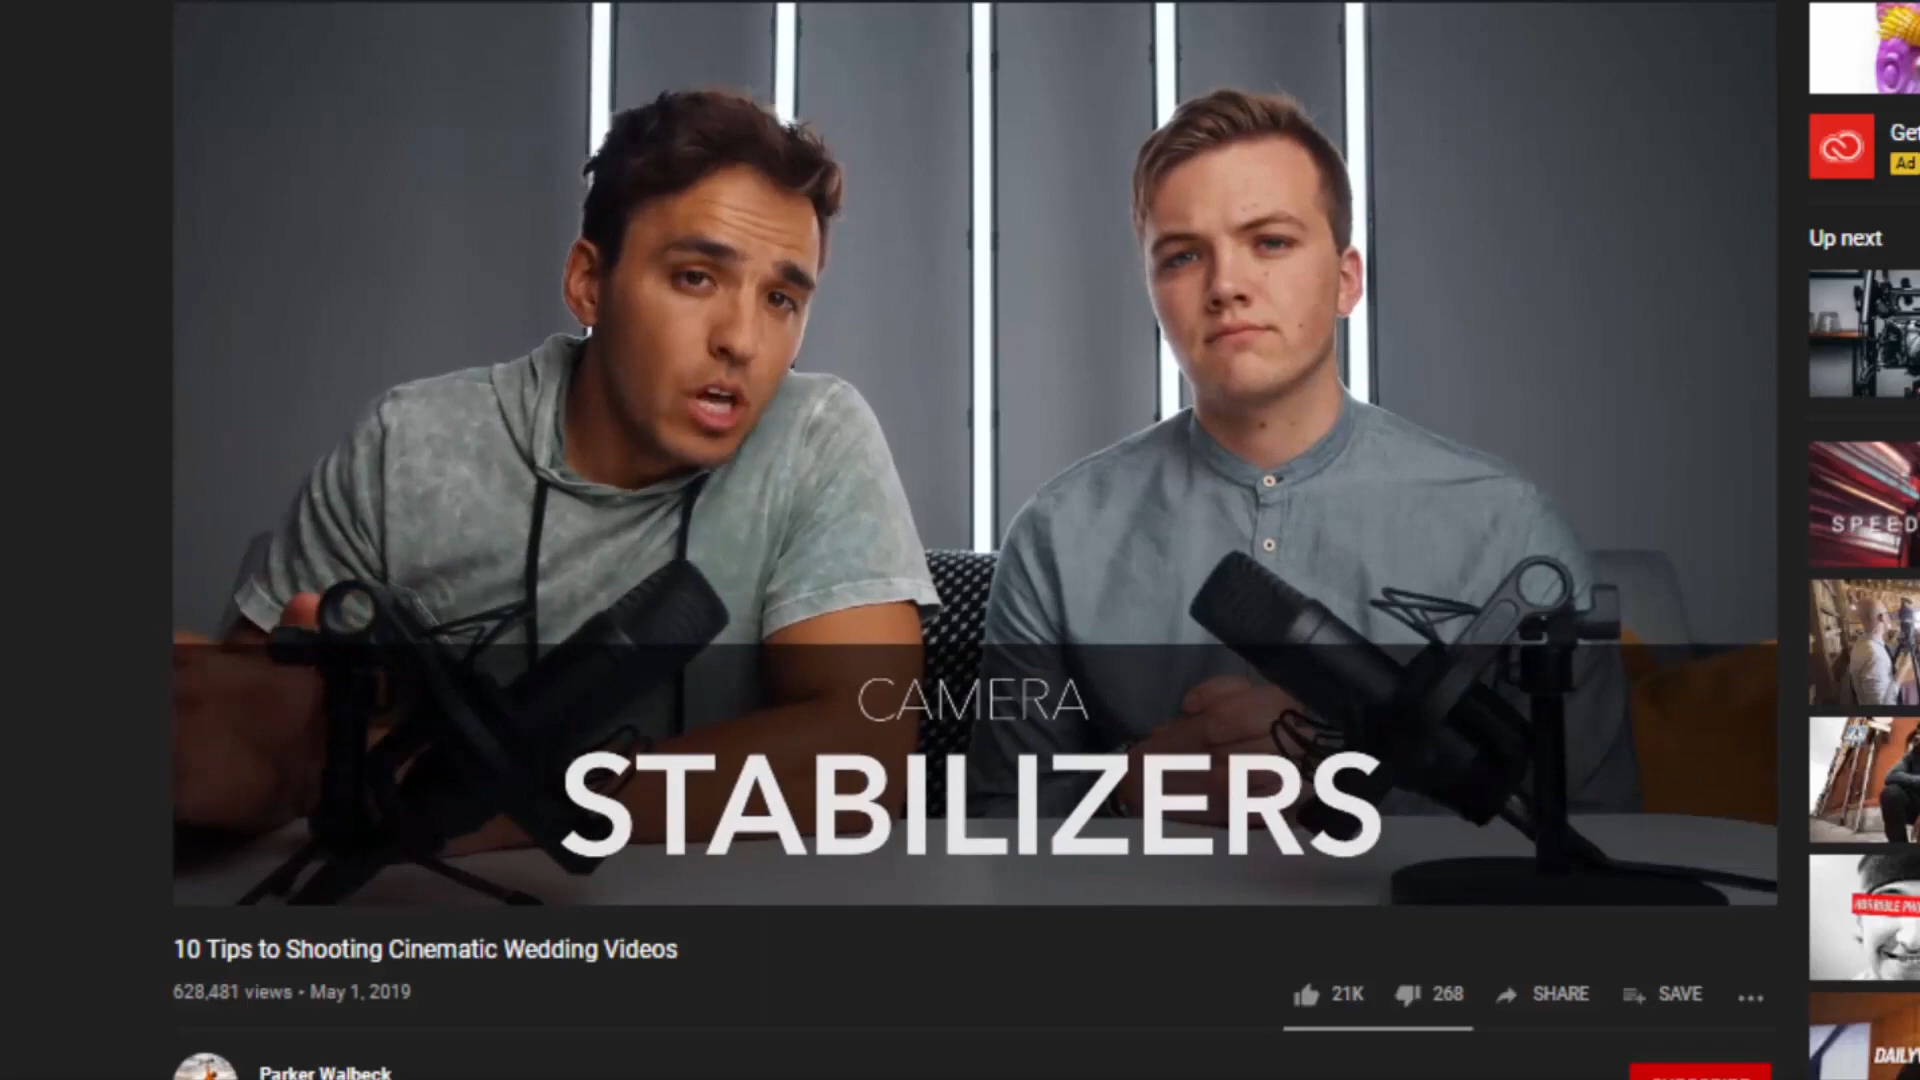 CAMERA
STABILIZERS
10 Tips to Shooting Cinematic Wedding Videos
628,481 views • May 1, 2019
21K
268
SHARE
SAVE
Parker Walbeck
Get
Ad
Up next
SPEED